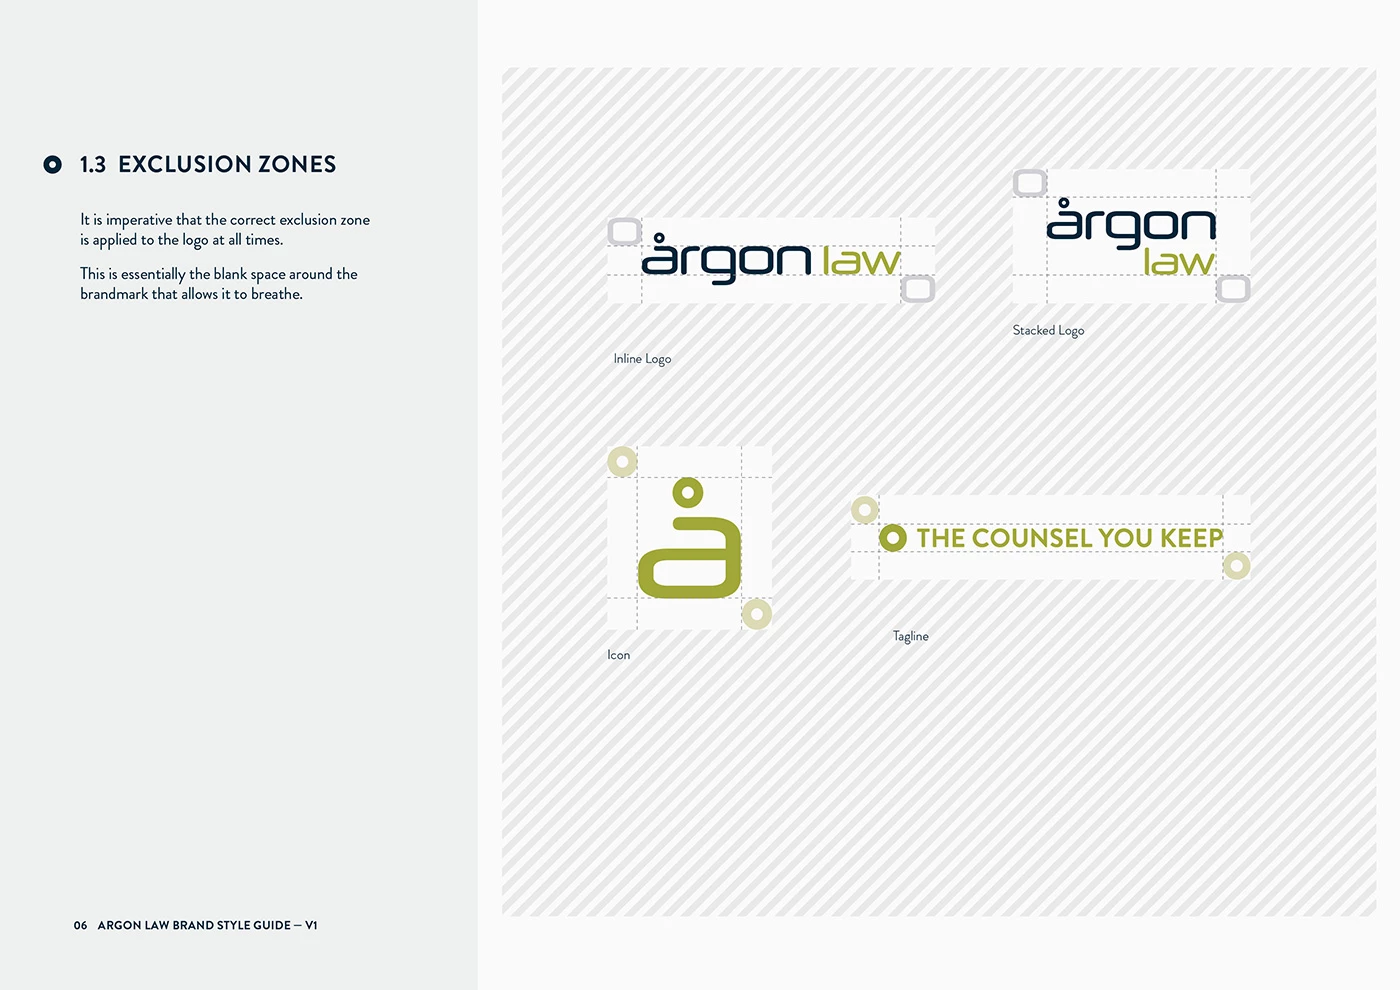 1.3 EXCLUSION ZONES
It is imperative that the correct exclusion zone
is applied to the logo at all times.
This is essentially the blank space around the
brandmark that allows it to breathe.
årgon law
Inline Logo
årgon
law
Stacked Logo
å
Icon
THE COUNSEL YOU KEEP
Tagline
06 ARGON LAW BRAND STYLE GUIDE – V1